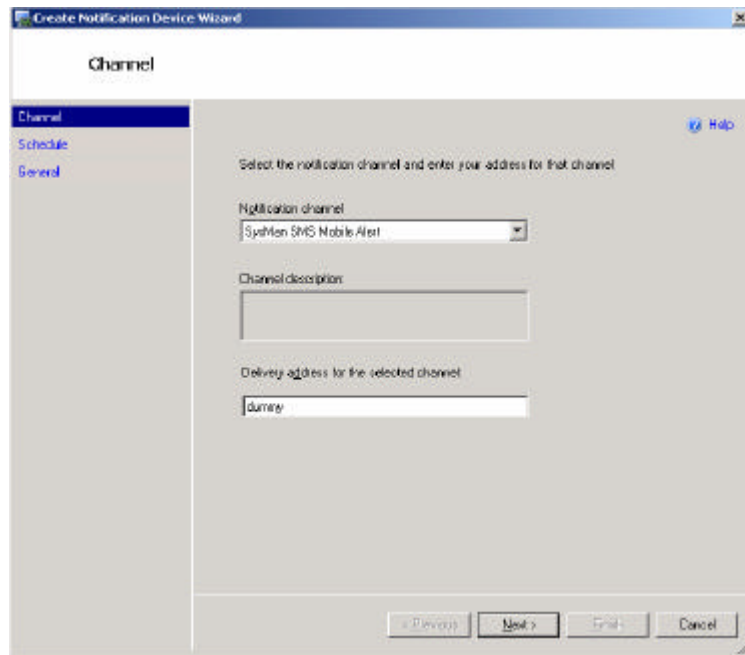 Create Notification Device Wizard
Channel
Channel
Schedule
General
Help
Select the notification channel and enter your address for that channel
Notification channel
SysMan SMS Mobile Alert
Channel description:
Delivery address for the selected channel:
dummy
< Previous
Next >
Finish
Cancel